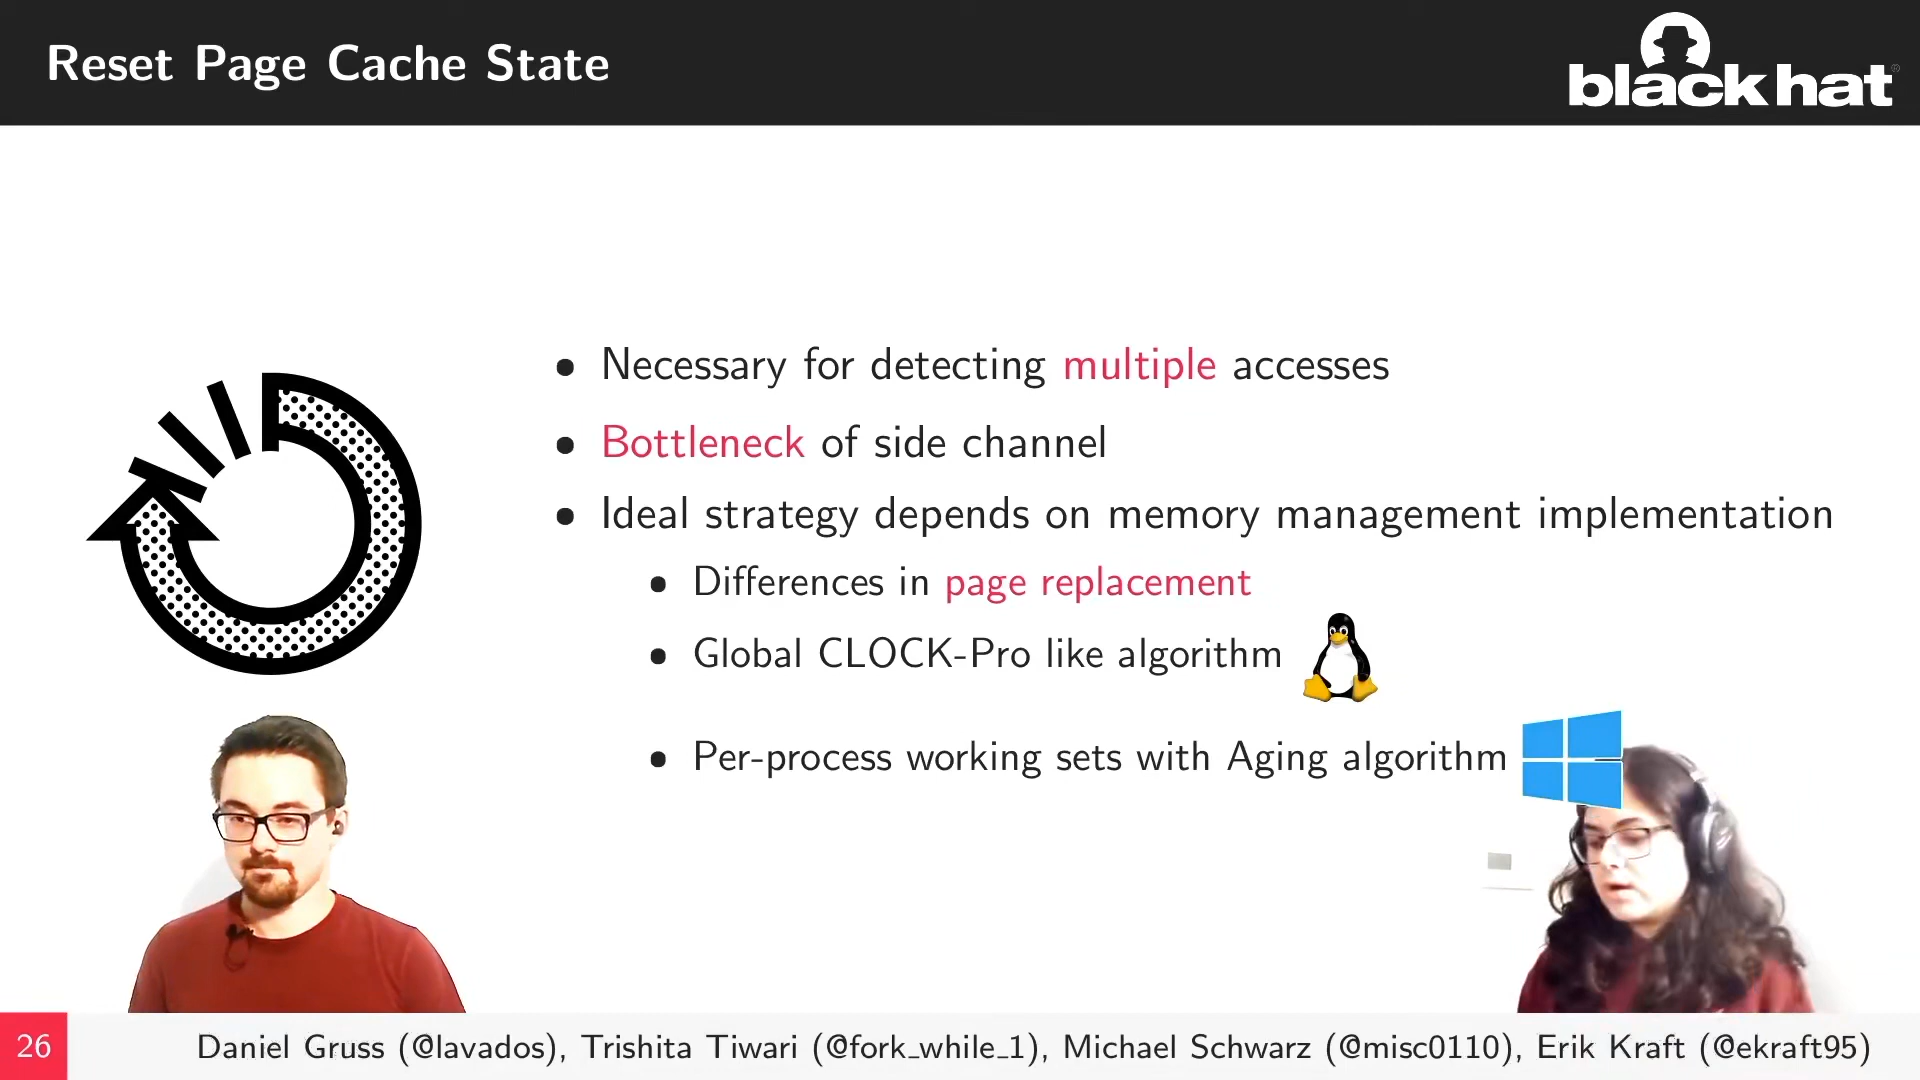 Reset Page Cache State
black hat®
• Necessary for detecting multiple accesses
• Bottleneck of side channel
• Ideal strategy depends on memory management implementation
• Differences in page replacement
• Global CLOCK-Pro like algorithm
• Per-process working sets with Aging algorithm
26
Daniel Gruss (@lavados), Trishita Tiwari (@fork_while_1), Michael Schwarz (@misc0110), Erik Kraft (@ekraft95)